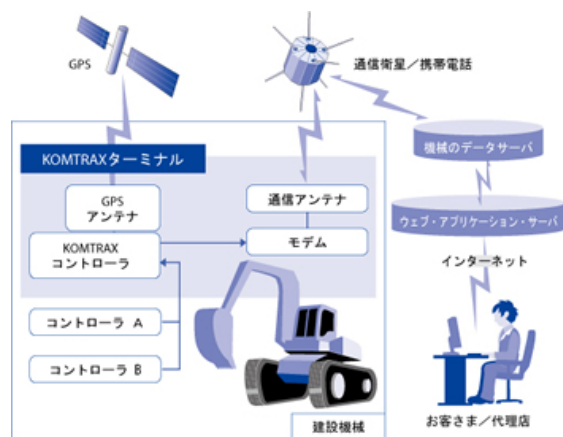 GPS
通信衛星／携帯電話
KOMTRAXターミナル
機械のデータサーバ
GPS
アンテナ
通信アンテナ
ウェブ・アプリケーション・サーバ
KOMTRAX
コントローラ
モデム
インターネット
コントローラ A
コントローラ B
お客さま／代理店
建設機械